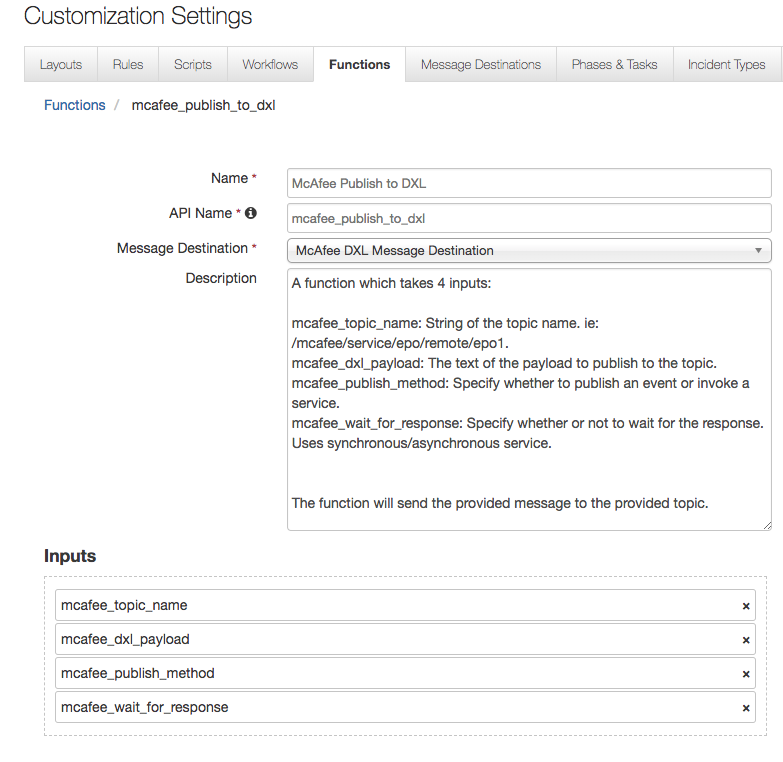 Customization Settings
Layouts Rules Scripts Workflows Functions Message Destinations Phases & Tasks Incident Types
Functions / mcafee_publish_to_dxl
Name * McAfee Publish to DXL
API Name * mcafee_publish_to_dxl
Message Destination * McAfee DXL Message Destination
Description
A function which takes 4 inputs:
mcafee_topic_name: String of the topic name. ie:
/mcafee/service/epo/remote/epo1.
mcafee_dxl_payload: The text of the payload to publish to the topic.
mcafee_publish_method: Specify whether to publish an event or invoke a
service.
mcafee_wait_for_response: Specify whether or not to wait for the response.
Uses synchronous/asynchronous service.
The function will send the provided message to the provided topic.
Inputs
mcafee_topic_name ×
mcafee_dxl_payload ×
mcafee_publish_method ×
mcafee_wait_for_response ×